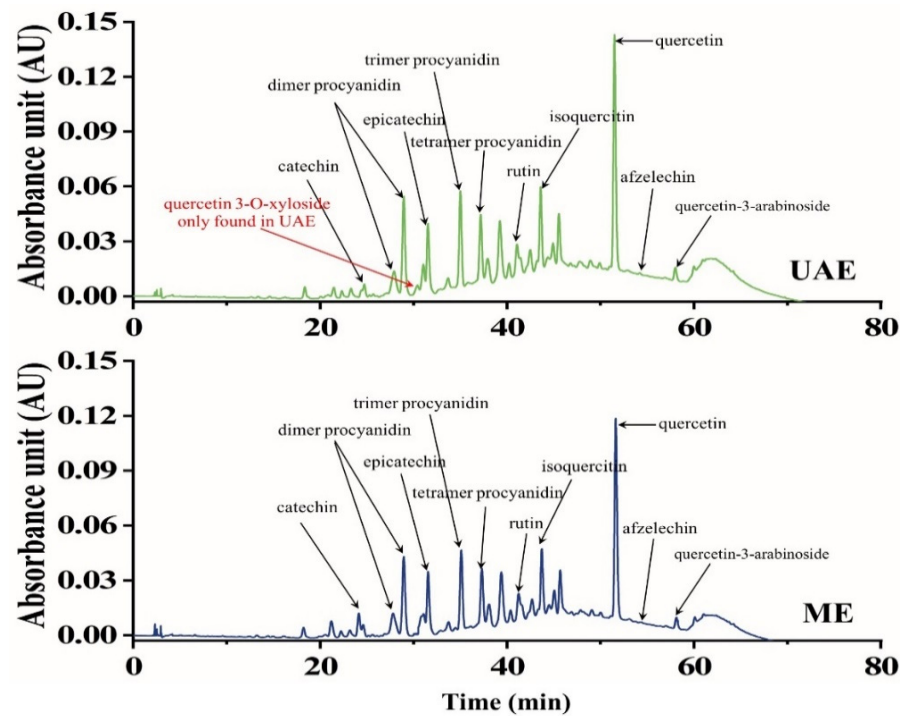 0.15
0.12
0.09
0.06
0.03
0.00
Absorbance unit (AU)
trimer procyanidin
dimer procyanidin
epicatechin
tetramer procyanidin
catechin
quercetin 3-O-xyloside
only found in UAE
rutin
isoquercitin
quercetin
afzelechin
quercetin-3-arabinoside
UAE
0 20 40 60 80
0.15
0.12
0.09
0.06
0.03
0.00
Absorbance unit (AU)
trimer procyanidin
dimer procyanidin
epicatechin
tetramer procyanidin
catechin
rutin
isoquercitin
quercetin
afzelechin
quercetin-3-arabinoside
ME
0 20 40 60 80
Time (min)